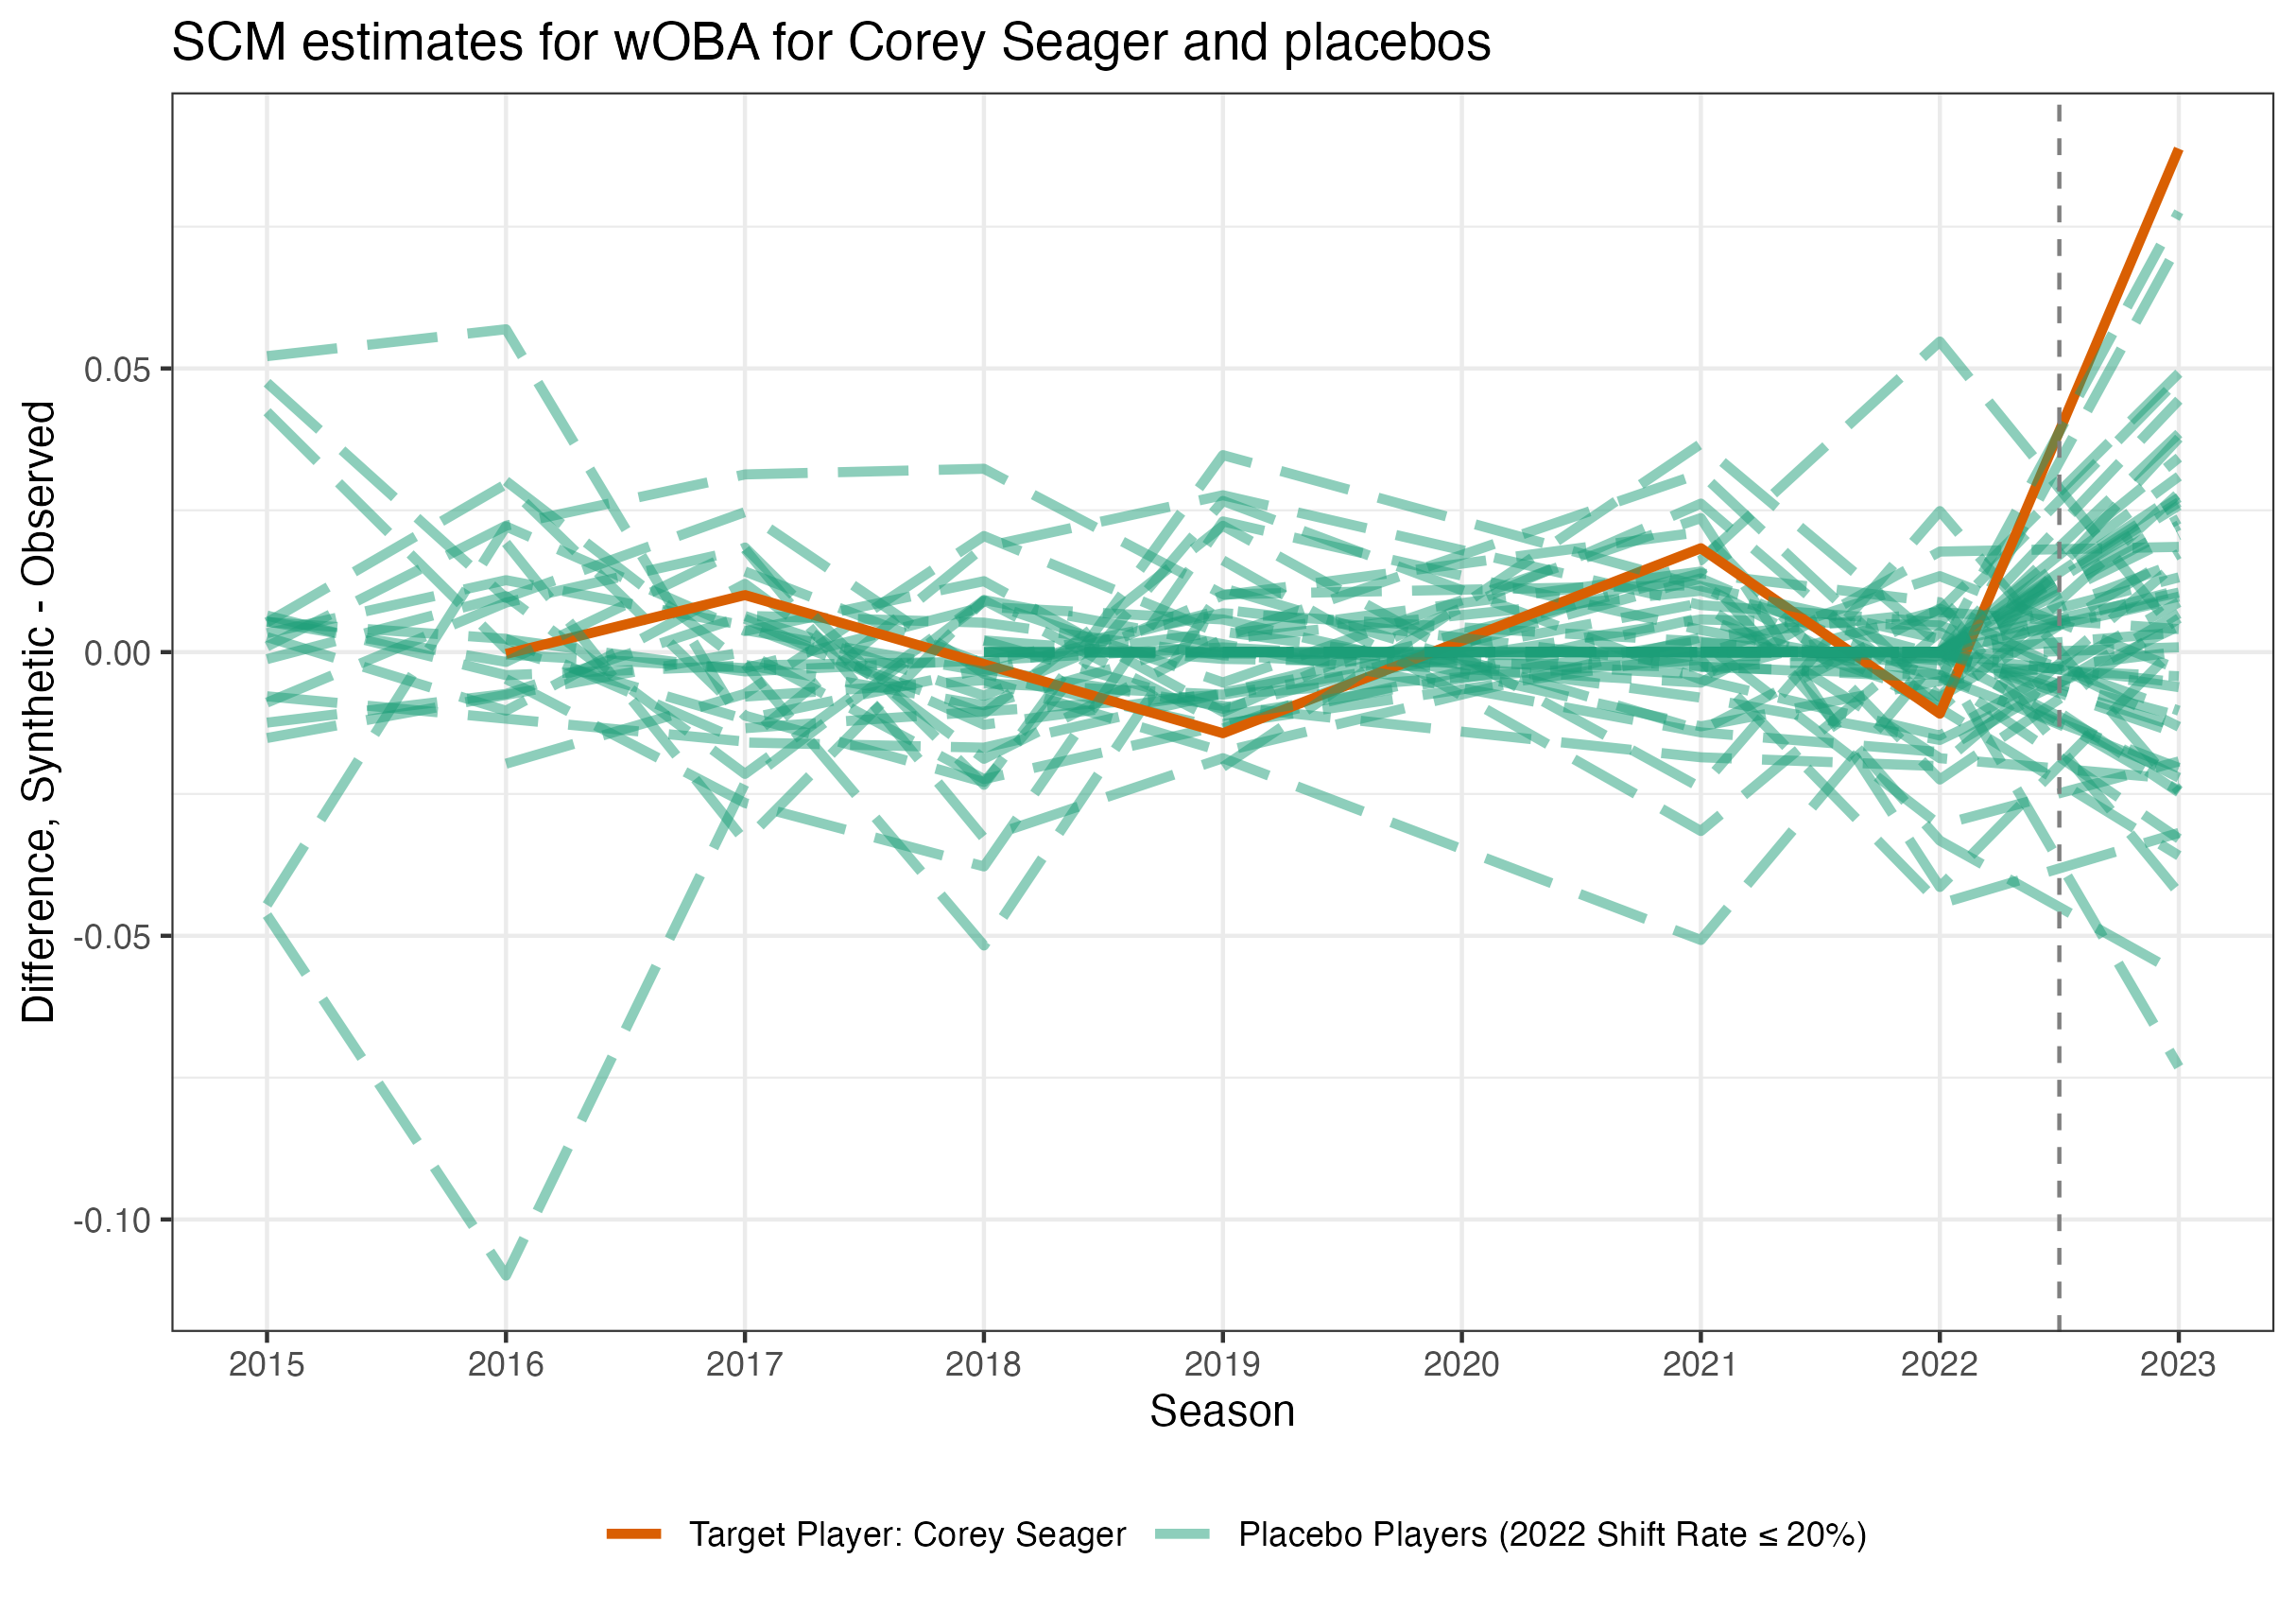 SCM estimates for wOBA for Corey Seager and placebos
Difference, Synthetic - Observed
0.05
0.00
-0.05
-0.10
2015 2016 2017 2018 2019 2020 2021 2022 2023
Season
Target Player: Corey Seager Placebo Players (2022 Shift Rate ≤ 20%)